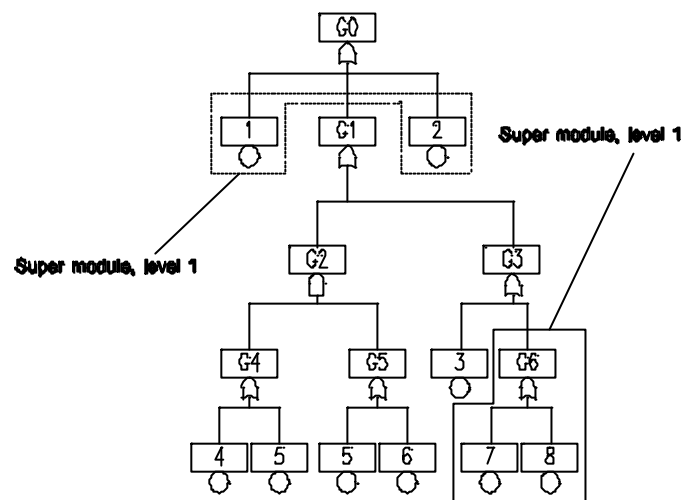 G0
1 G1 2
Super module, level 1
Super module, level 1
G2 G3
G4 G5 3 G6
4 5 5 6 7 8